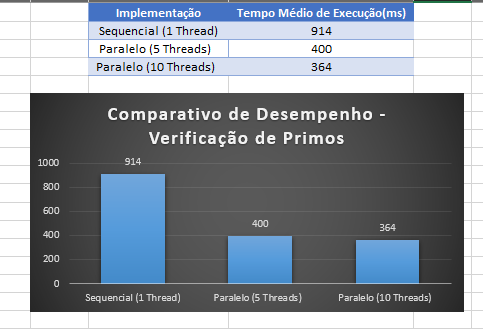 Implementação Tempo Médio de Execução(ms)
Sequencial (1 Thread) 914
Paralelo (5 Threads) 400
Paralelo (10 Threads) 364
Comparativo de Desempenho -
Verificação de Primos
1000
800
600
400
200
0
914
400
364
Sequencial (1 Thread) Paralelo (5 Threads) Paralelo (10 Threads)